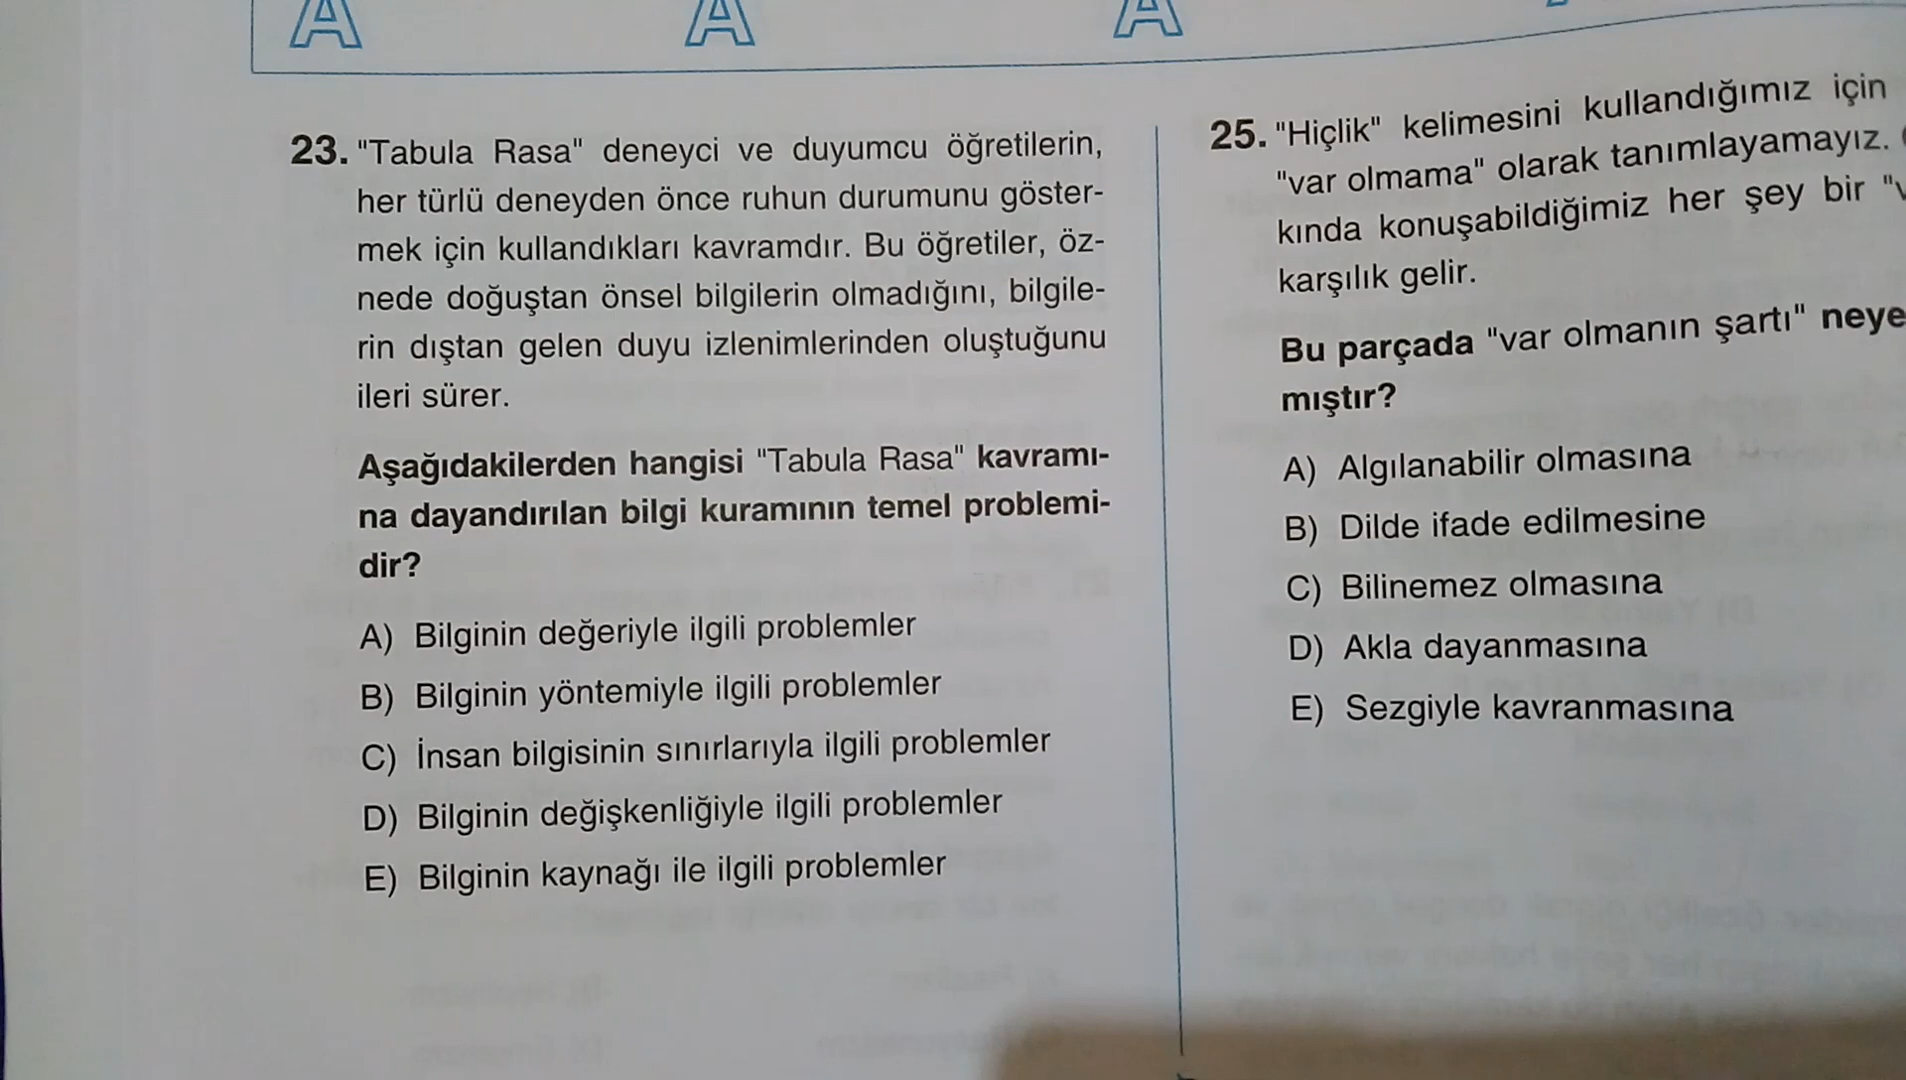 A A A
23. "Tabula Rasa" deneyci ve duyumcu öğretilerin,
her türlü deneyden önce ruhun durumunu göster-
mek için kullandıkları kavramdır. Bu öğretiler, öz-
nede doğuştan önsel bilgilerin olmadığını, bilgile-
rin dıştan gelen duyu izlenimlerinden oluştuğunu
ileri sürer.
Aşağıdakilerden hangisi "Tabula Rasa" kavramı-
na dayandırılan bilgi kuramının temel problemi-
dir?
A) Bilginin değeriyle ilgili problemler
B) Bilginin yöntemiyle ilgili problemler
C) İnsan bilgisinin sınırlarıyla ilgili problemler
D) Bilginin değişkenliğiyle ilgili problemler
E) Bilginin kaynağı ile ilgili problemler
25. "Hiçlik" kelimesini kullandığımız için
"var olmama" olarak tanımlayamayız.
kında konuşabildiğimiz her şey bir
karşılık gelir.
Bu parçada "var olmanın şartı" neye
mıştır?
A) Algılanabilir olmasına
B) Dilde ifade edilmesine
C) Bilinemez olmasına
D) Akla dayanmasına
E) Sezgiyle kavranmasına